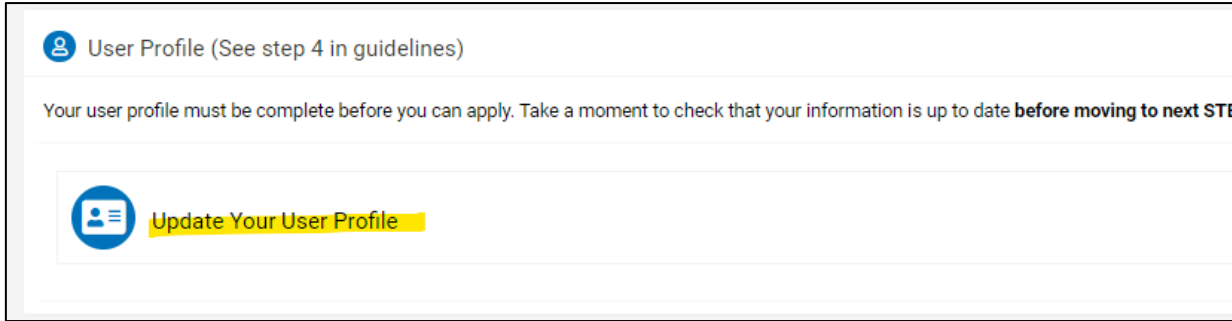 User Profile (See step 4 in guidelines)
Your user profile must be complete before you can apply. Take a moment to check that your information is up to date before moving to next
Update Your User Profile